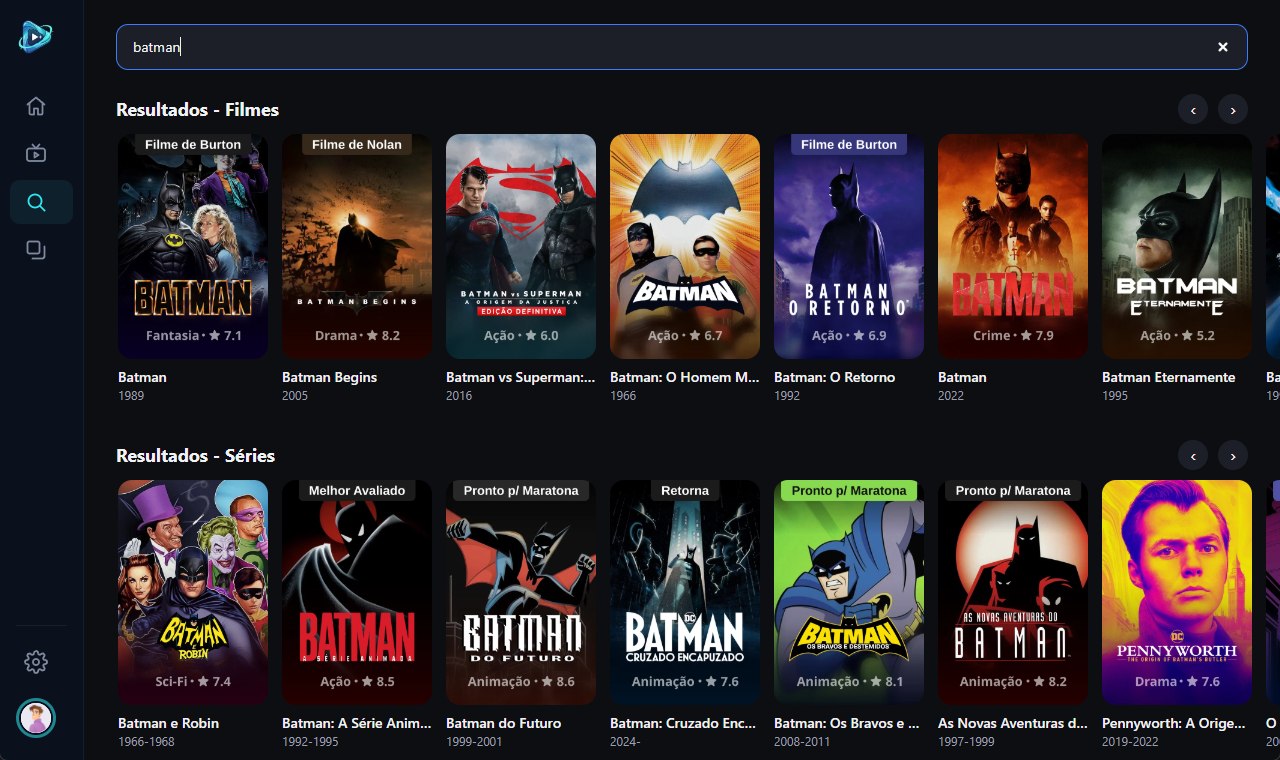 batman
Resultados - Filmes
Filme de Burton
BATMAN
Fantasia • ★ 7.1
Batman
1989
Filme de Nolan
BATMAN BEGINS
Drama • ★ 8.2
Batman Begins
2005
BATMAN VS SUPERMAN
A ORIGEM DA JUSTIÇA
EDIÇÃO DEFINITIVA
Ação • ★ 6.0
Batman vs Superman:...
2016
BATMAN
Ação • ★ 6.7
Batman: O Homem M...
1966
Filme de Burton
BATMAN
O RETORNO
Ação • ★ 6.9
Batman: O Retorno
1992
BATMAN
Crime • ★ 7.9
Batman
2022
BATMAN
ETERNAMENTE
Ação • ★ 5.2
Batman Eternamente
1995
Resultados - Séries
BATMAN
E ROBIN
Sci-Fi • ★ 7.4
Batman e Robin
1966-1968
Melhor Avaliado
BATMAN
A SÉRIE ANIMADA
Ação • ★ 8.5
Batman: A Série Anim...
1992-1995
Pronto p/ Maratona
BATMAN
DO FUTURO
Animação • ★ 8.6
Batman do Futuro
1999-2001
Retorna
DC
BATMAN
CRUZADO ENCAPUZADO
Animação • ★ 7.6
Batman: Cruzado Enc...
2024-
Pronto p/ Maratona
BATMAN
OS BRAVOS E DESTEMIDOS
Animação • ★ 8.1
Batman: Os Bravos e ...
2008-2011
Pronto p/ Maratona
AS NOVAS AVENTURAS DO
BATMAN
Animação • ★ 8.2
As Novas Aventuras d...
1997-1999
DC
PENNYWORTH
THE ORIGIN OF BATMAN'S BUTLER
Drama • ★ 7.6
Pennyworth: A Orige...
2019-2022